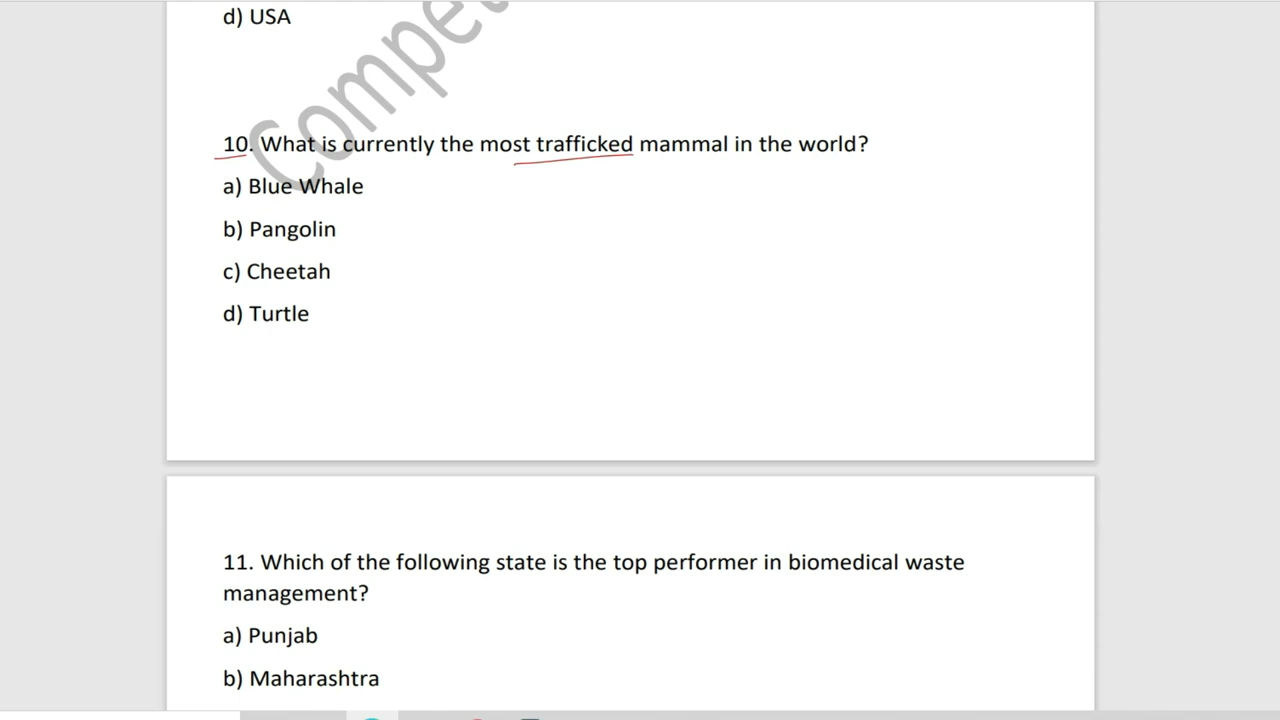 d) USA
Compet
10. What is currently the most trafficked mammal in the world?
a) Blue Whale
b) Pangolin
c) Cheetah
d) Turtle
11. Which of the following state is the top performer in biomedical waste
management?
a) Punjab
b) Maharashtra